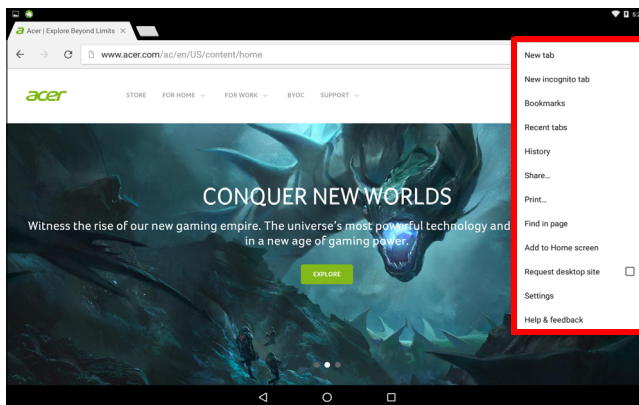 Acer | Explore Beyond Limits
www.acer.com/ac/en/US/content/home
New tab
New incognito tab
Bookmarks
Recent tabs
History
Share...
Print...
Find in page
Add to Home screen
Request desktop site
Settings
Help & feedback
acer
STORE FOR HOME FOR WORK BYOC SUPPORT
CONQUER NEW WORLDS
Witness the rise of our new gaming empire. The universe's most powerful technology and
in a new age of gaming power.
EXPLORE